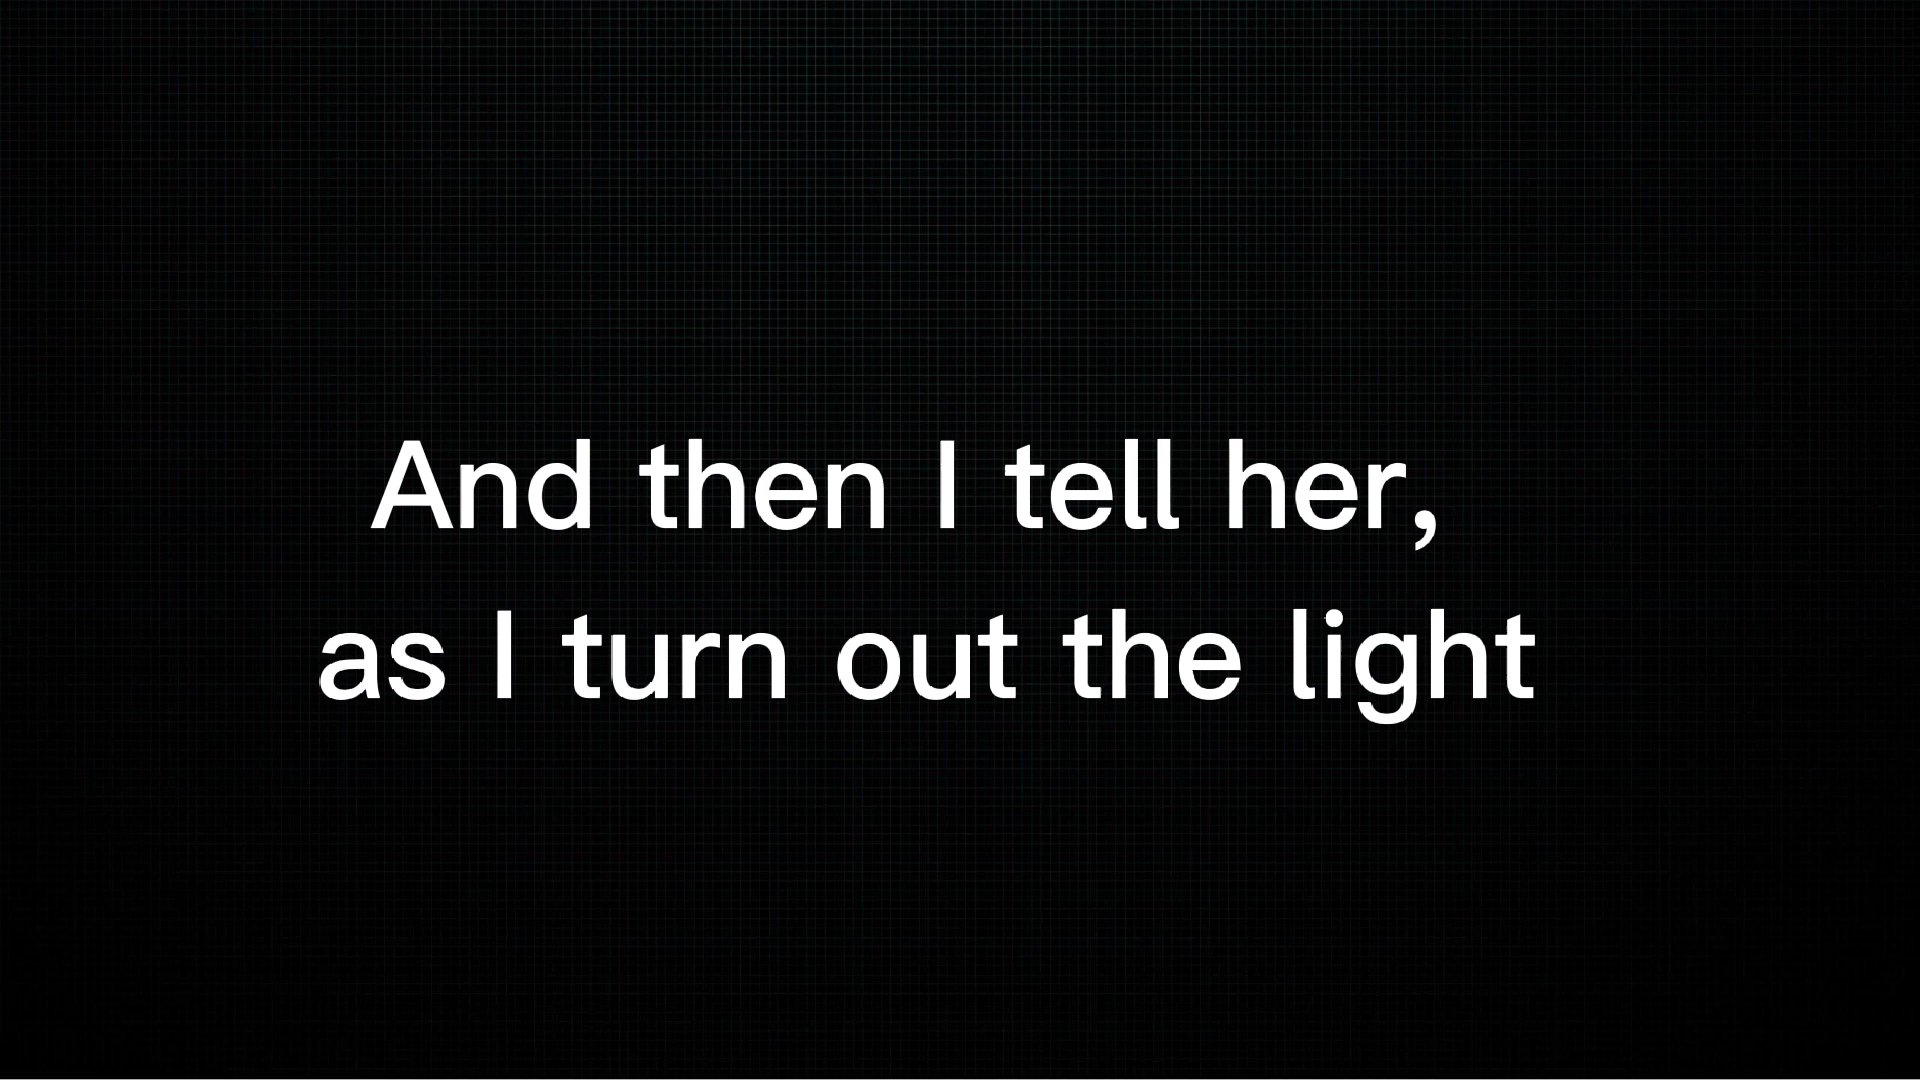 And then I tell her,
as I turn out the light